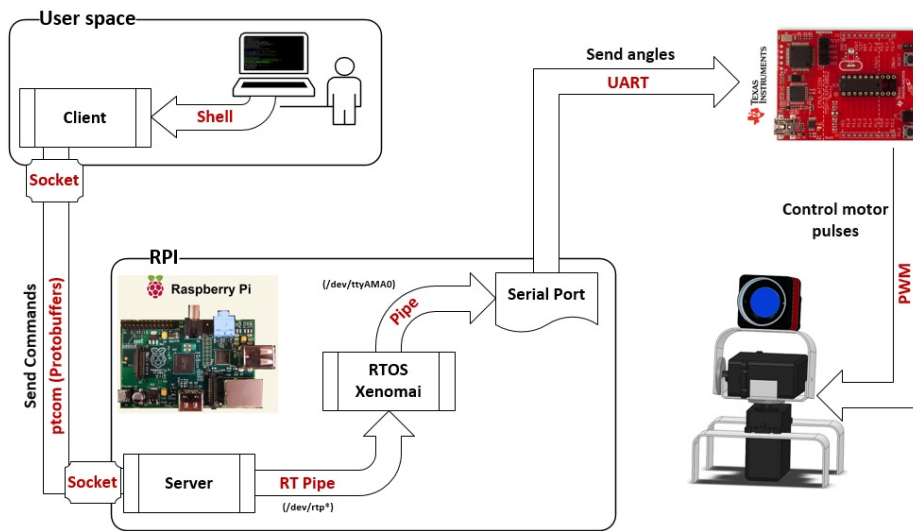 User space
Client
Shell
Socket
Send Commands
ptcom (Protobuffers)
Socket
Server
RPI
Raspberry Pi
RT Pipe
(/dev/rtp*)
RTOS
Xenomai
Pipe
(/dev/ttyAMA0)
Serial Port
Send angles
UART
TEXAS
INSTRUMENTS
Control motor
pulses
PWM